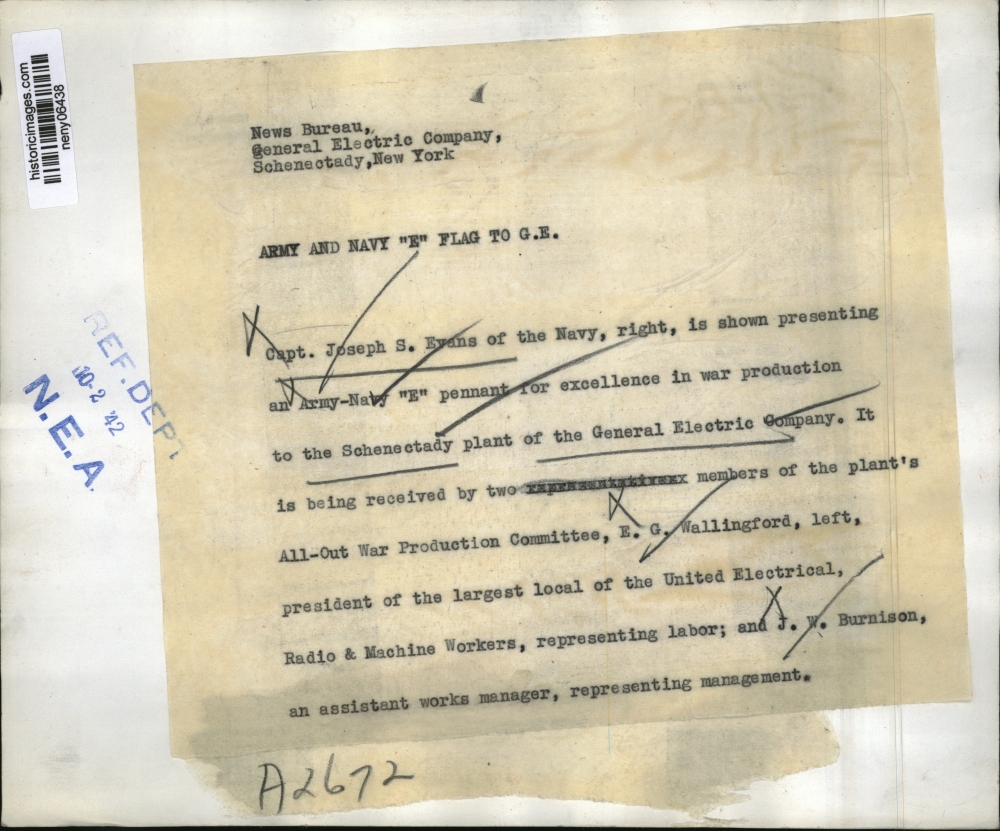 historicimages.com
neny06438
News Bureau,
General Electric Company,
Schenectady,New York
ARMY AND NAVY "E" FLAG TO G.E.
Capt. Joseph S. Evans of the Navy, right, is shown presenting
an Army-Navy "E" pennant for excellence in war production
to the Schenectady plant of the General Electric Company. It
is being received by two members of the plant's
All-Out War Production Committee, E. G. Wallingford, left,
president of the largest local of the United Electrical,
Radio & Machine Workers, representing labor; and J. W. Burnison,
an assistant works manager, representing management.
REF. DEPT
10-2 '42
N.E.A.
A2672